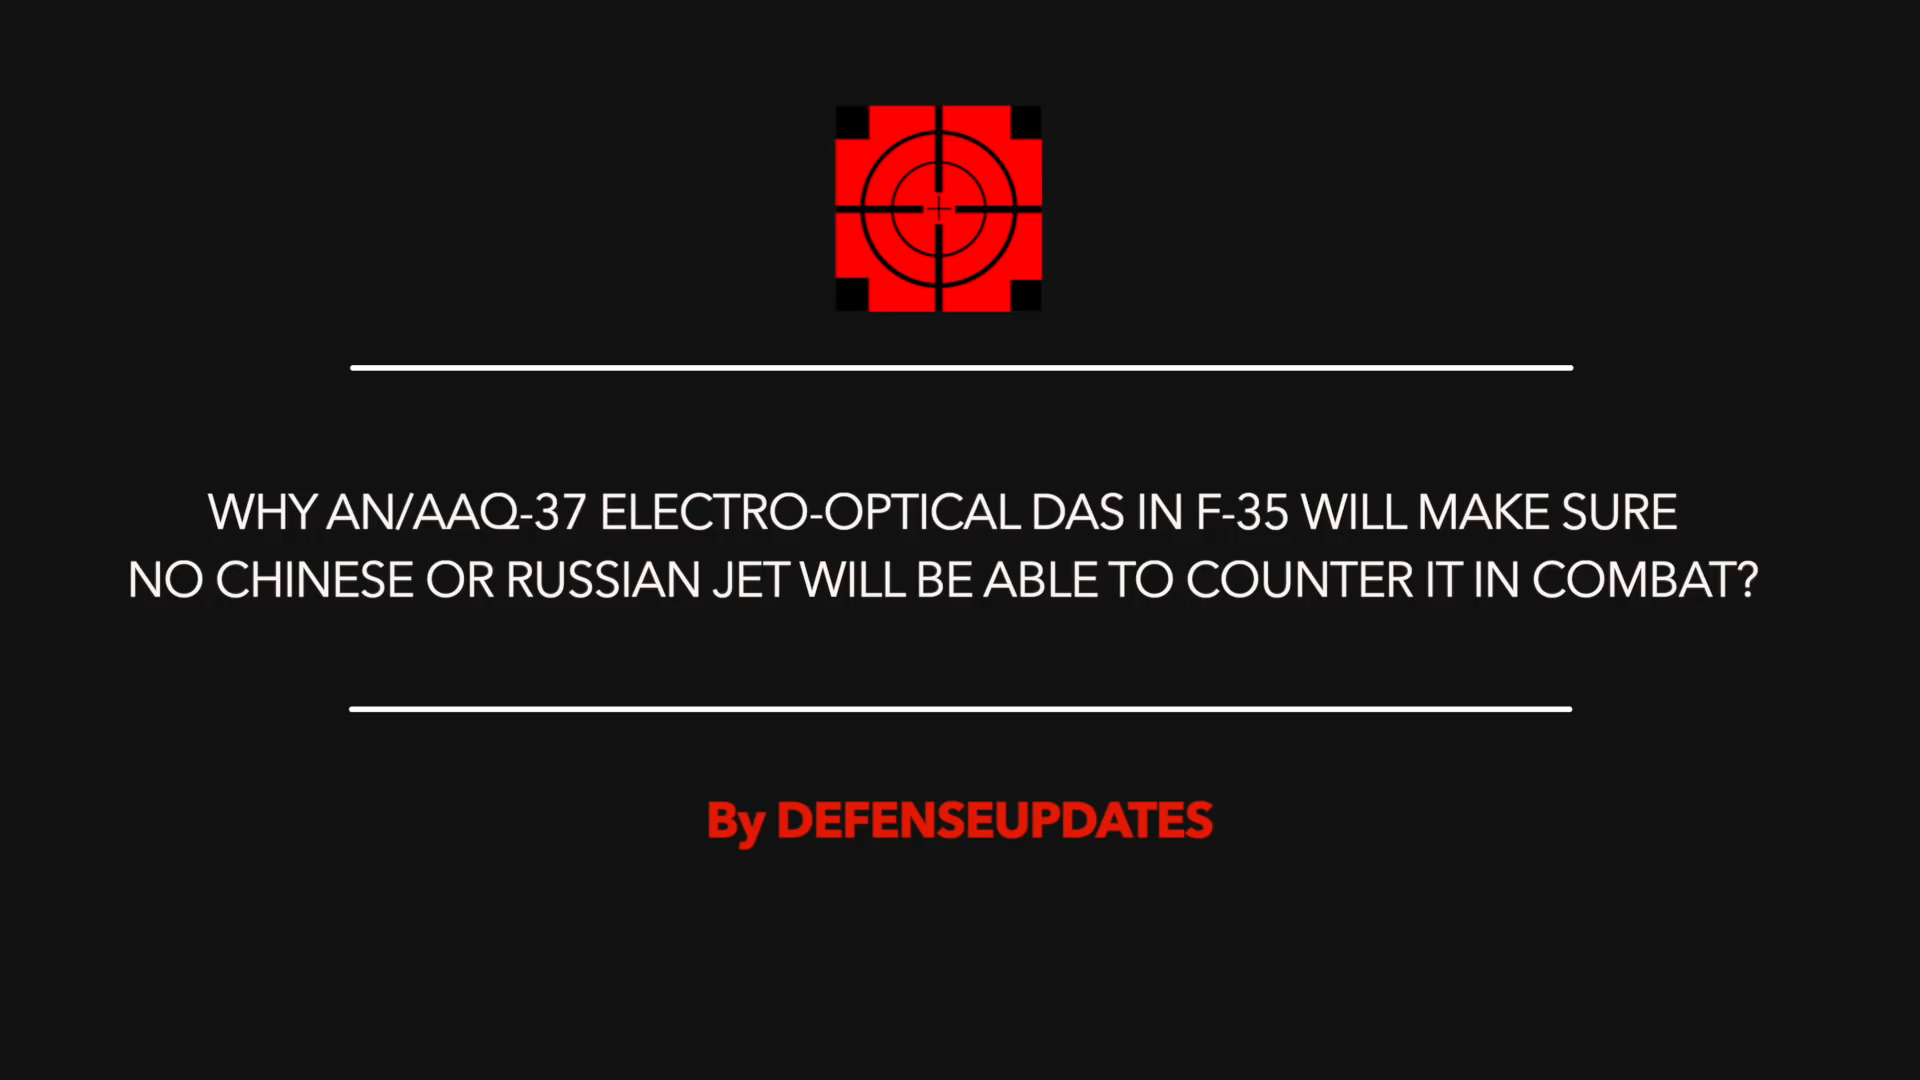 WHY AN/AAQ-37 ELECTRO-OPTICAL DAS IN F-35 WILL MAKE SURE
NO CHINESE OR RUSSIAN JET WILL BE ABLE TO COUNTER IT IN COMBAT?
By DEFENSEUPDATES